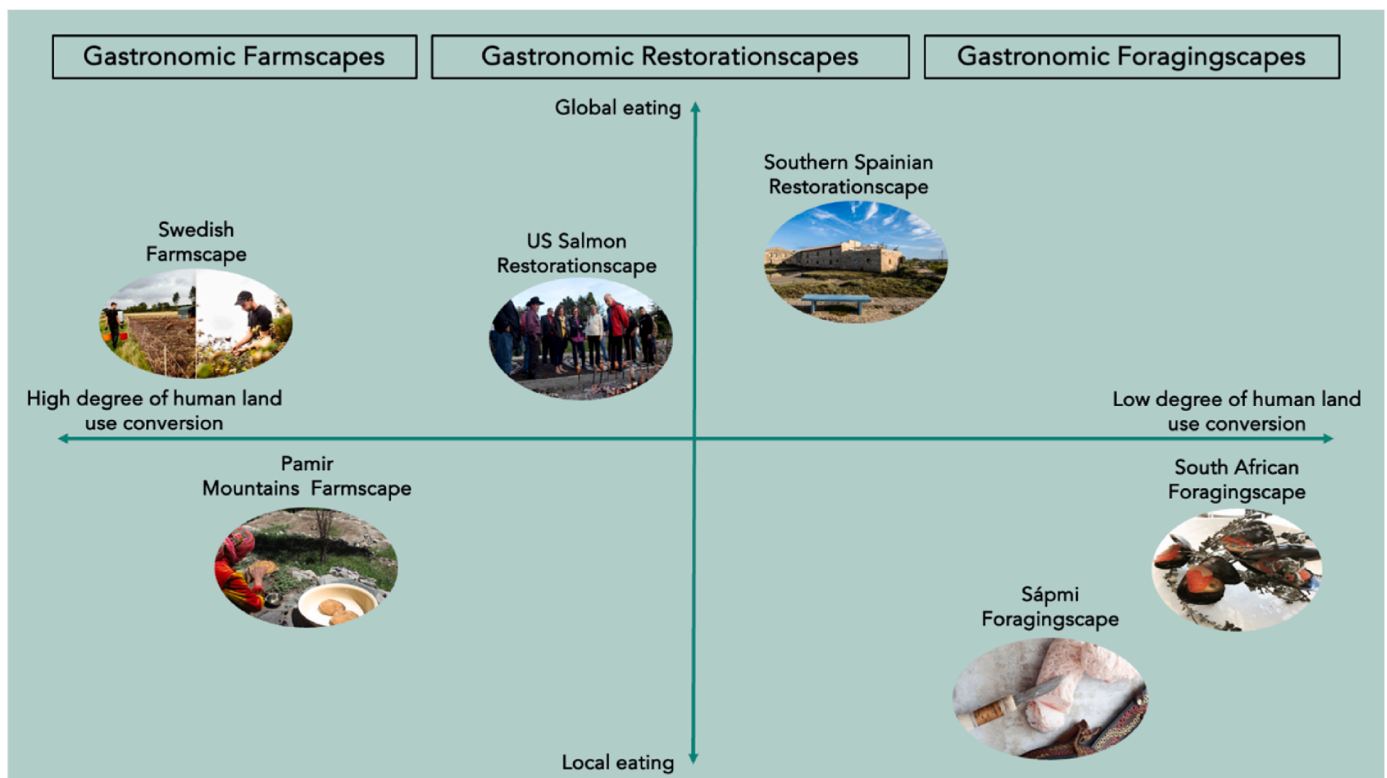 Gastronomic Farmscapes
Gastronomic Restorationscapes
Gastronomic Foragingscapes
Global eating
Southern Spainian
Restorationscape
Swedish
Farmscape
US Salmon
Restorationscape
High degree of human land
use conversion
Low degree of human land
use conversion
Pamir
Mountains Farmscape
South African
Foragingscape
Sápmi
Foragingscape
Local eating